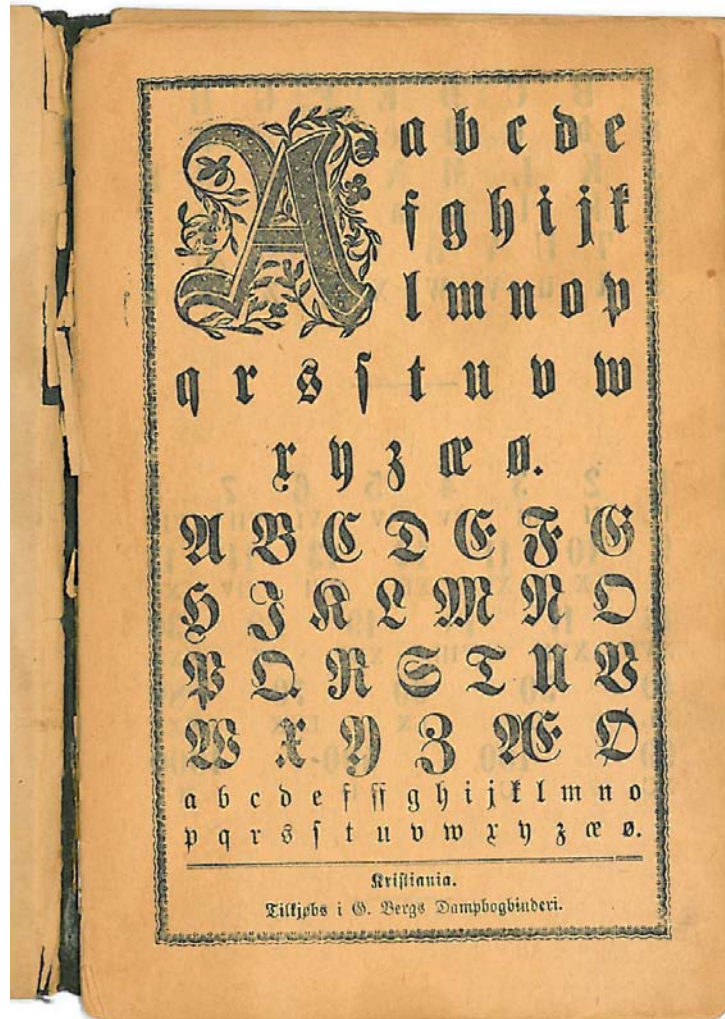 A a b c d e
f g h i j k
l m n o p
q r s ſ t u v w
x y z æ ø.
A B C D E F G
H I K L M N O
P Q R S T U V
W X Y Z Æ Ø
a b c d e f ff g h i j k l m n o
p q r s ſ t u v w x y z æ ø.
Kriſtiania.
Tilkjøbs i G. Bergs Dampbogbinderi.